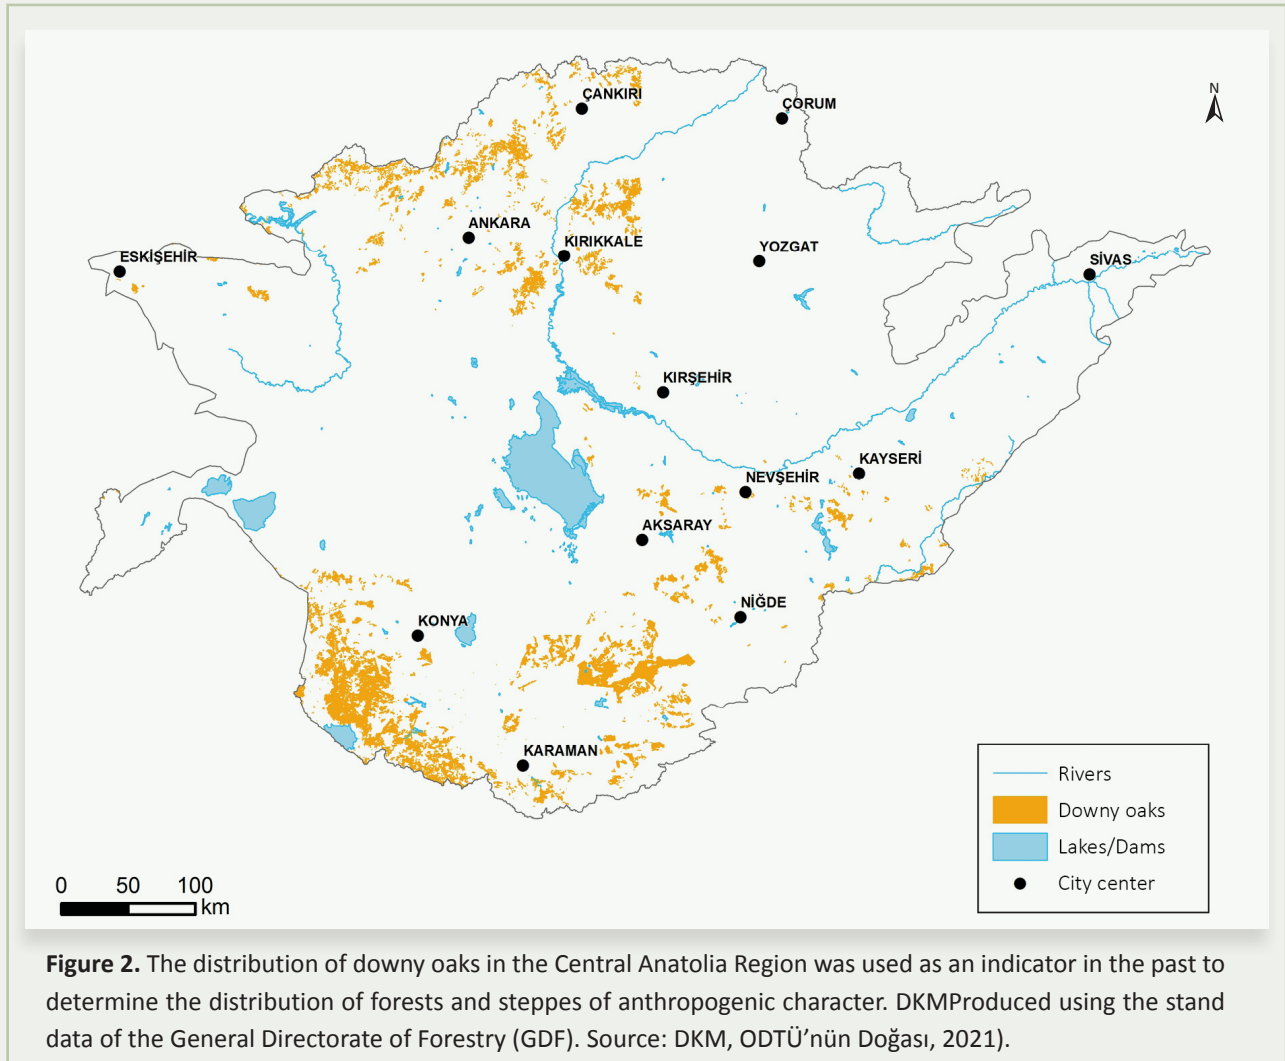 N
ÇANKIRI
ÇORUM
ANKARA
KIRIKKALE
YOZGAT
ESKİŞEHİR
SİVAS
KIRŞEHİR
KAYSERİ
NEVŞEHİR
AKSARAY
NİĞDE
KONYA
KARAMAN
Rivers
Downy oaks
Lakes/Dams
City center
0 50 100
km
Figure 2. The distribution of downy oaks in the Central Anatolia Region was used as an indicator in the past to
determine the distribution of forests and steppes of anthropogenic character. DKMProduced using the stand
data of the General Directorate of Forestry (GDF). Source: DKM, ODTÜ’nün Doğası, 2021).